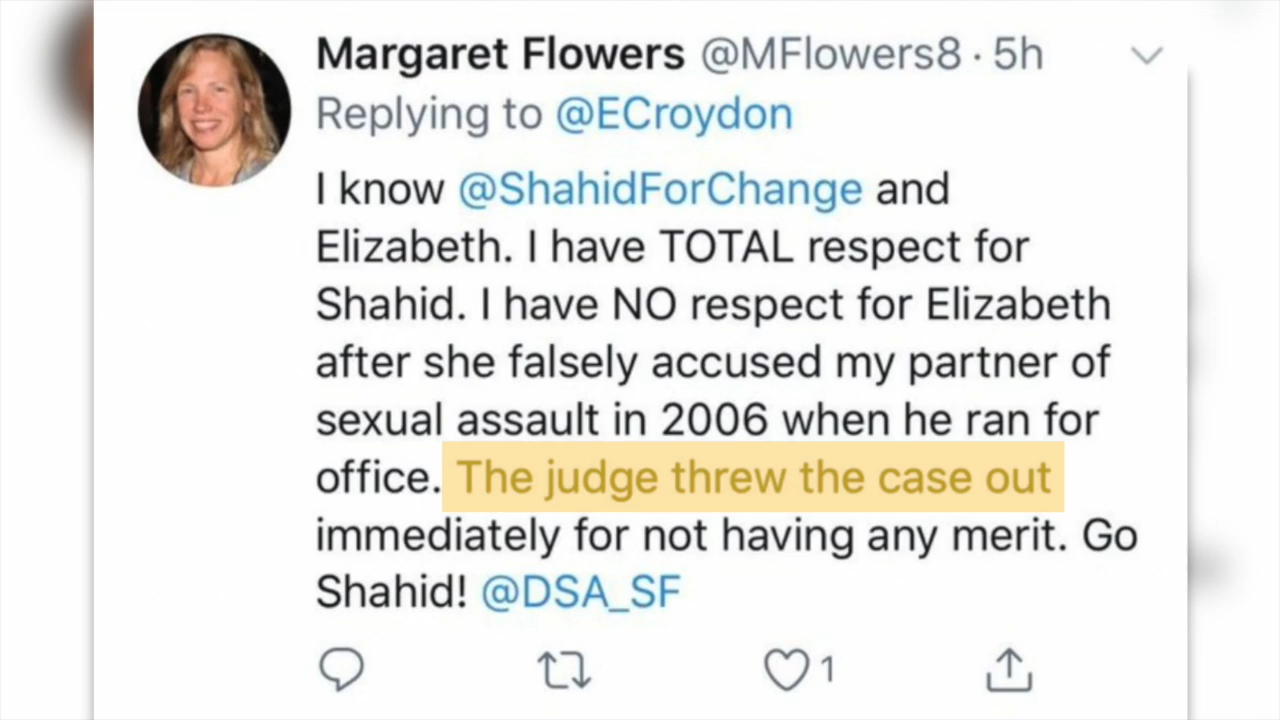 Margaret Flowers @MFlowers8 · 5h
Replying to @ECroydon
I know @ShahidForChange and
Elizabeth. I have TOTAL respect for
Shahid. I have NO respect for Elizabeth
after she falsely accused my partner of
sexual assault in 2006 when he ran for
office. The judge threw the case out
immediately for not having any merit. Go
Shahid! @DSA_SF
1